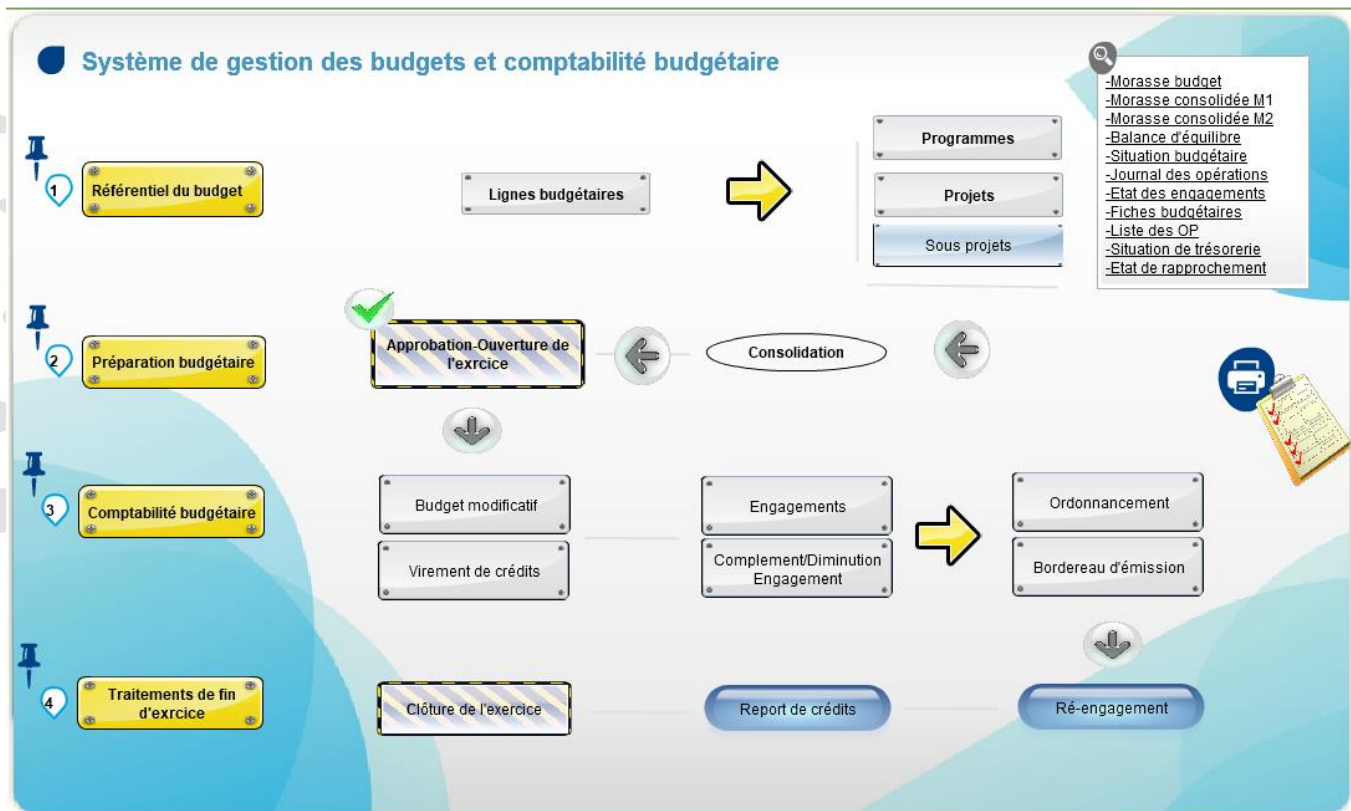 Système de gestion des budgets et comptabilité budgétaire
-Morasse budget
-Morasse consolidée M1
-Morasse consolidée M2
-Balance d'équilibre
-Situation budgétaire
-Journal des opérations
-Etat des engagements
-Fiches budgétaires
-Liste des OP
-Situation de trésorerie
-Etat de rapprochement
1
Référentiel du budget
Lignes budgétaires
Programmes
Projets
Sous projets
2
Préparation budgétaire
Approbation-Ouverture de
l'exrcice
Consolidation
3
Comptabilité budgétaire
Budget modificatif
Virement de crédits
Engagements
Complement/Diminution
Engagement
Ordonnancement
Bordereau d'émission
4
Traitements de fin
d'exrcice
Clôture de l'exercice
Report de crédits
Ré-engagement